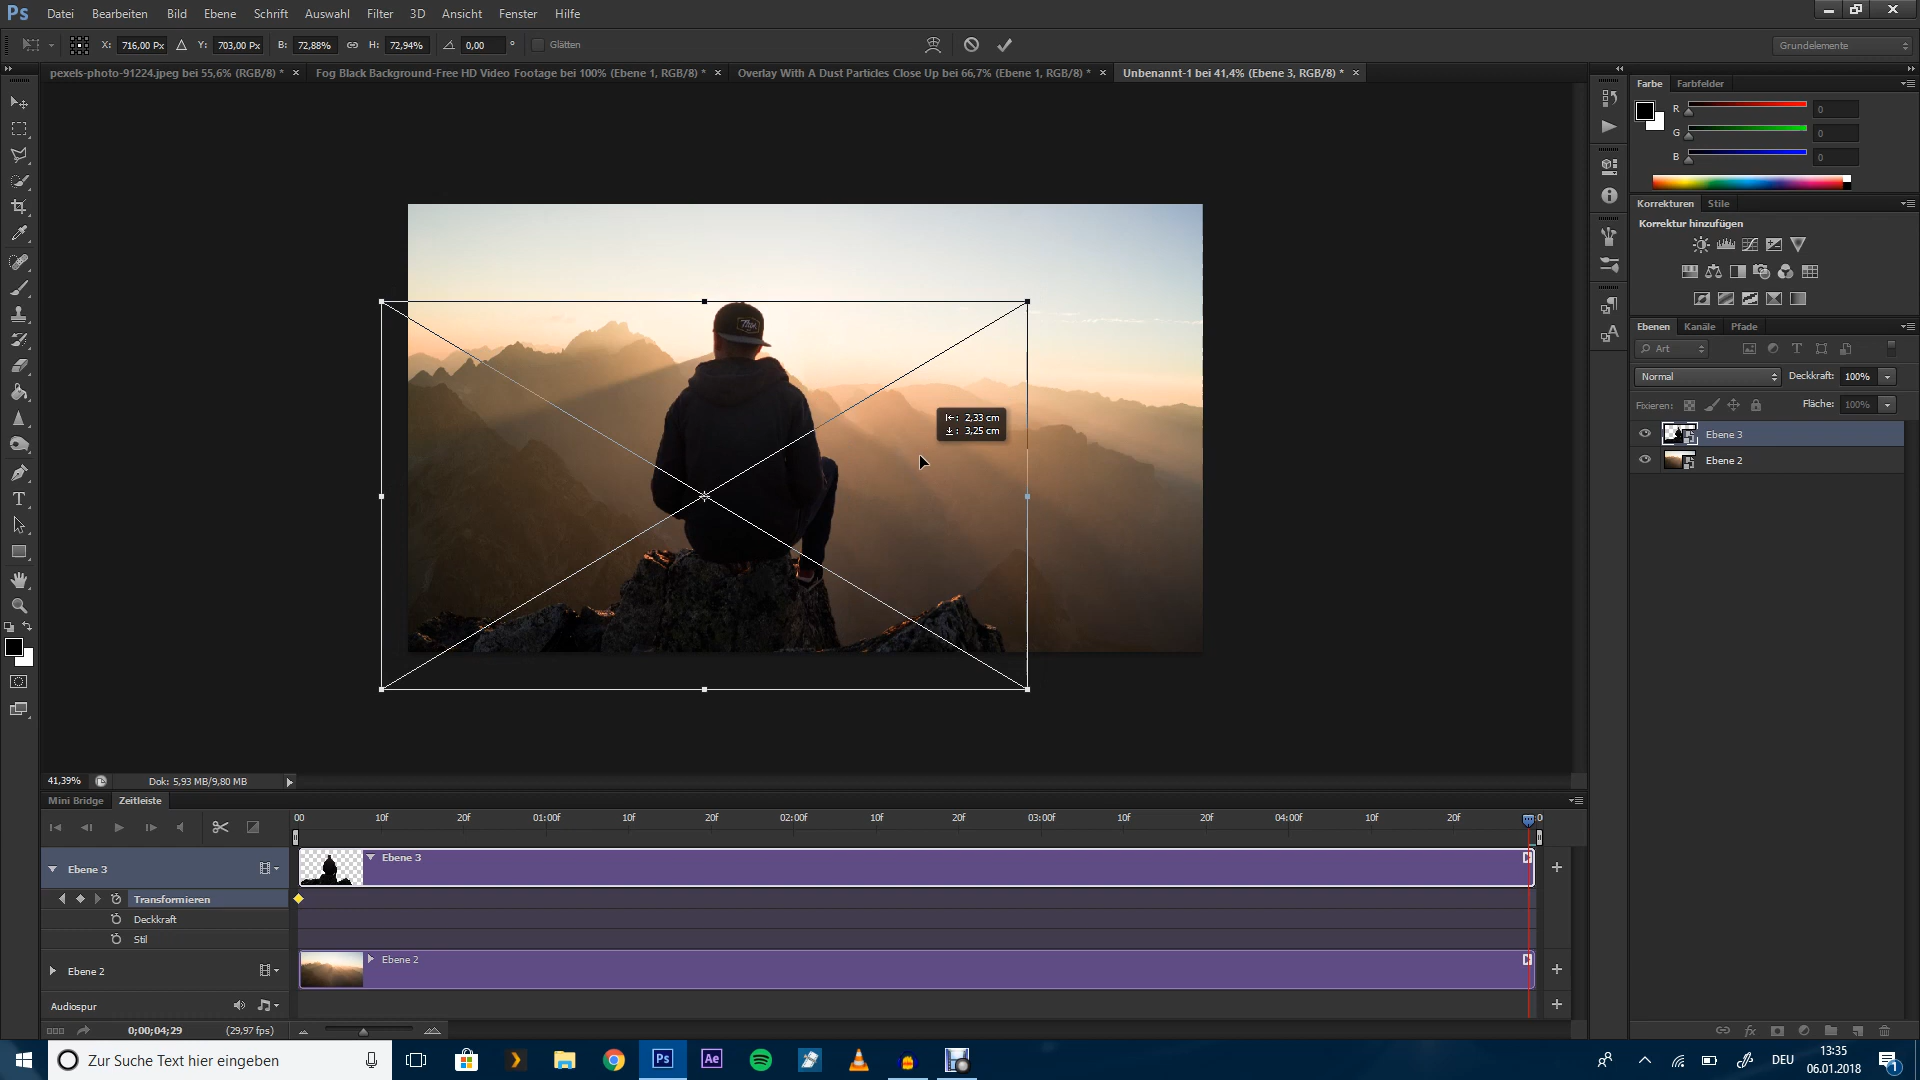 Ps Datei Bearbeiten Bild Ebene Schrift Auswahl Filter 3D Ansicht Fenster Hilfe
X: 716,00 Px Y: 703,00 Px B: 72,88% H: 72,94% 0,00 ° Glätten Grundelemente
pexels-photo-91224.jpeg bei 55,6% (RGB/8) * × Fog Black Background-Free HD Video Footage bei 100% (Ebene 1, RGB/8) * × Overlay With A Dust Particles Close Up bei 66,7% (Ebene 1, RGB/8) * × Unbenannt-1 bei 41,4% (Ebene 3, RGB/8) * ×
Farbe Farbfelder
R 0
G 0
B 0
Korrekturen Stile
Korrektur hinzufügen
Ebenen Kanäle Pfade
Art
Normal Deckkraft: 100%
Fixieren: Fläche: 100%
Ebene 3
Ebene 2
2,33 cm
3,25 cm
41,39% Dok: 5,93 MB/9,80 MB
Mini Bridge Zeitleiste
00 10f 20f 01:00f 10f 20f 02:00f 10f 20f 03:00f 10f 20f 04:00f 10f 20f
Ebene 3 Ebene 3
Transformieren
Deckkraft
Stil
Ebene 2 Ebene 2
Audiospur
0;00;04;29 (29,97 fps)
Zur Suche Text hier eingeben Ps Ae DEU 13:35
06.01.2018 1